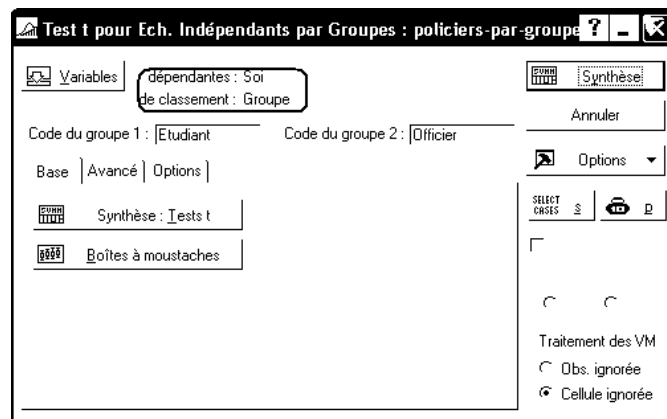 Test t pour Ech. Indépendants par Groupes : policiers-par-groupe ? _
Variables
dépendantes : Soi
de classement : Groupe
Synthèse
Annuler
Code du groupe 1 : Etudiant Code du groupe 2 : Officier
Base Avancé Options
Options
Synthèse : Tests t
SELECT CASES S D
Boîtes à moustaches
Traitement des VM
Obs. ignorée
Cellule ignorée